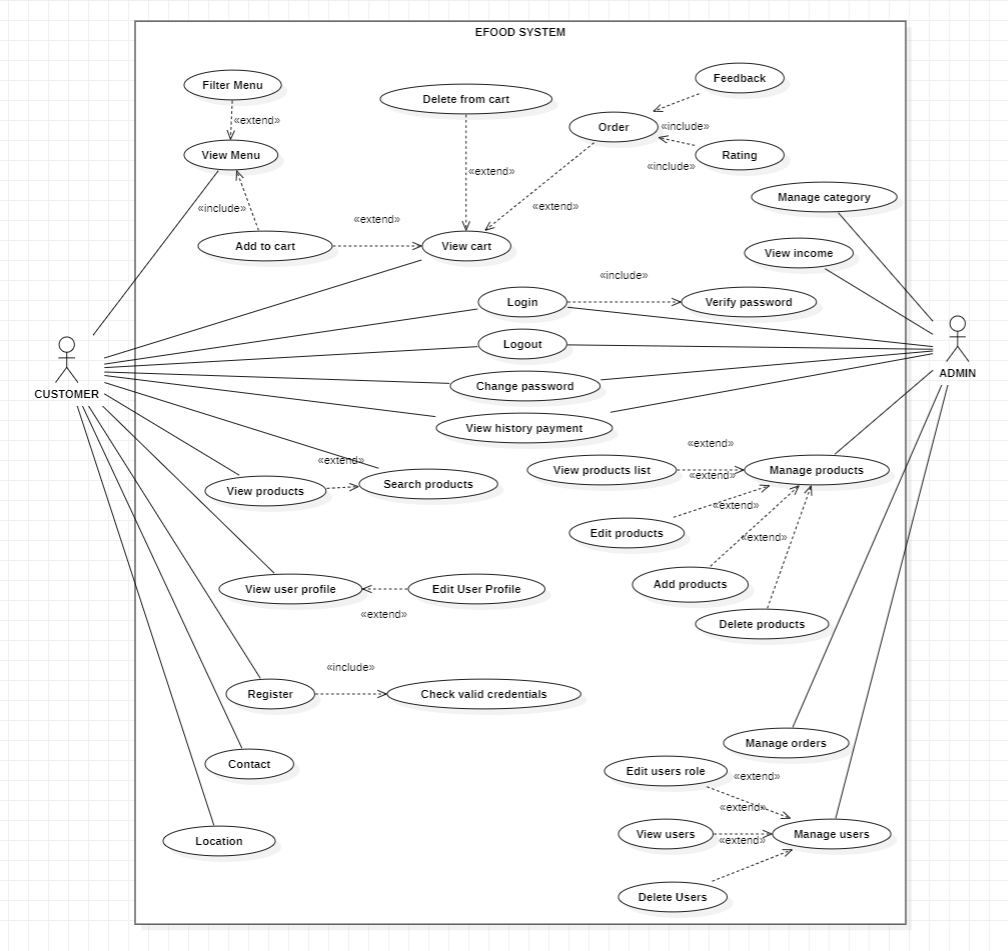 EFOOD SYSTEM
Filter Menu
«extend»
View Menu
«include»
Add to cart
«extend»
Delete from cart
«extend»
View cart
Order
«extend»
Feedback
«include»
Rating
«include»
Manage category
View income
Login
«include»
Verify password
Logout
Change password
View history payment
CUSTOMER
ADMIN
View products
«extend»
Search products
View products list
«extend»
Manage products
«extend»
Edit products
«extend»
Add products
«extend»
Delete products
View user profile
«extend»
Edit User Profile
Register
«include»
Check valid credentials
Contact
Location
Manage orders
Edit users role
«extend»
View users
«extend»
Manage users
«extend»
Delete Users